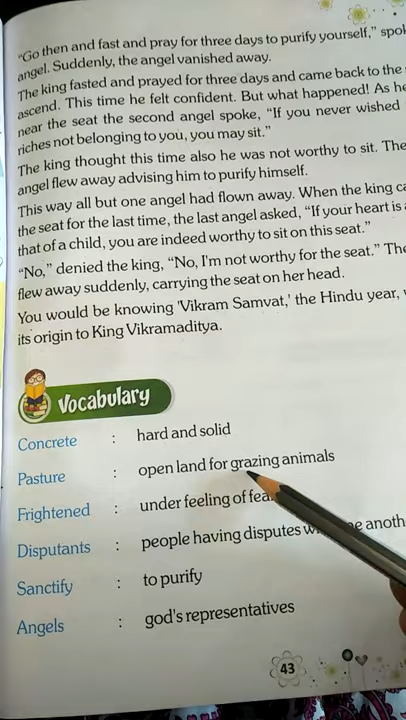 "Go then and fast and pray for three days to purify yourself," spok
angel. Suddenly, the angel vanished away.
The king fasted and prayed for three days and came back to the
ascend. This time he felt confident. But what happened! As he
near the seat the second angel spoke, "If you never wished
riches not belonging to you, you may sit."
The king thought this time also he was not worthy to sit. The
angel flew away advising him to purify himself.
This way all but one angel had flown away. When the king ca
the seat for the last time, the last angel asked, "If your heart is
that of a child, you are indeed worthy to sit on this seat."
"No," denied the king, "No, I'm not worthy for the seat." The
flew away suddenly, carrying the seat on her head.
You would be knowing 'Vikram Samvat,' the Hindu year,
its origin to King Vikramaditya.
Vocabulary
Concrete : hard and solid
Pasture : open land for grazing animals
Frightened : under feeling of fea
Disputants : people having disputes anoth
Sanctify : to purify
Angels : god's representatives
43